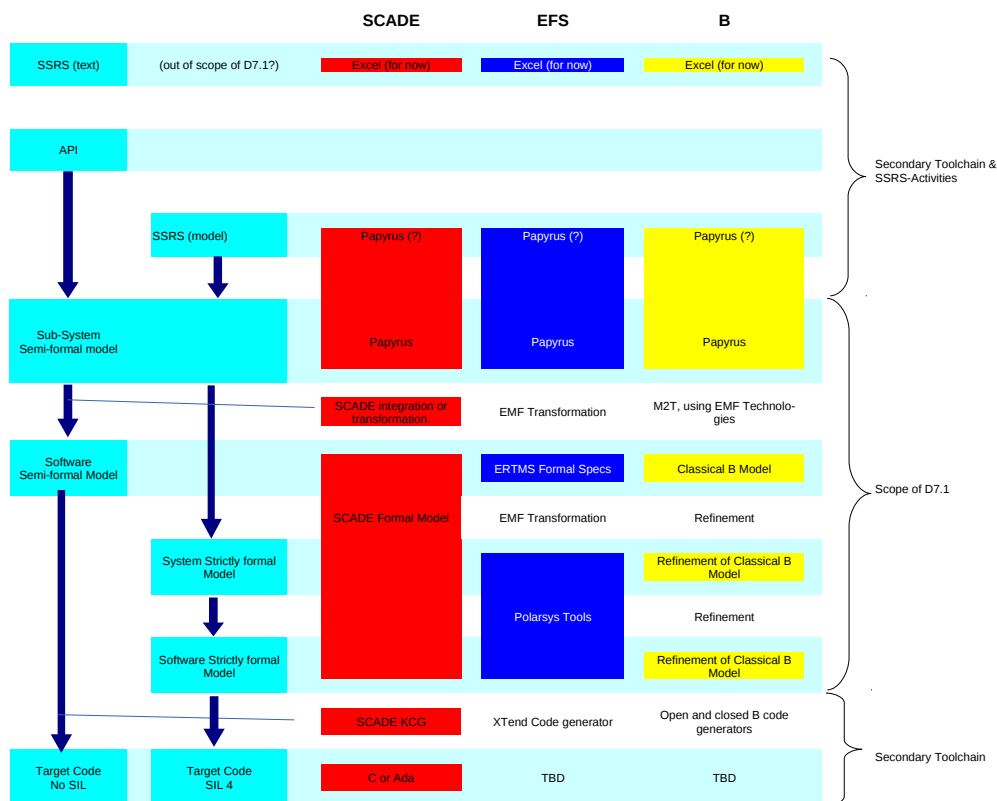 SCADE
EFS
B
SSRS (text)
(out of scope of D7.1?)
Excel (for now)
Excel (for now)
Excel (for now)
API
Secondary Toolchain &
SSRS-Activities
SSRS (model)
Papyrus (?)
Papyrus (?)
Papyrus (?)
Sub-System
Semi-formal model
Papyrus
Papyrus
Papyrus
SCADE integration or
transformation.
EMF Transformation
M2T, using EMF Technolo-
gies
Software
Semi-formal Model
ERTMS Formal Specs
Classical B Model
Scope of D7.1
SCADE Formal Model
EMF Transformation
Refinement
System Strictly formal
Model
Refinement of Classical B
Model
Polarsys Tools
Refinement
Software Strictly formal
Model
Refinement of Classical B
Model
SCADE KCG
XTend Code generator
Open and closed B code
generators
Secondary Toolchain
Target Code
No SIL
Target Code
SIL 4
C or Ada
TBD
TBD